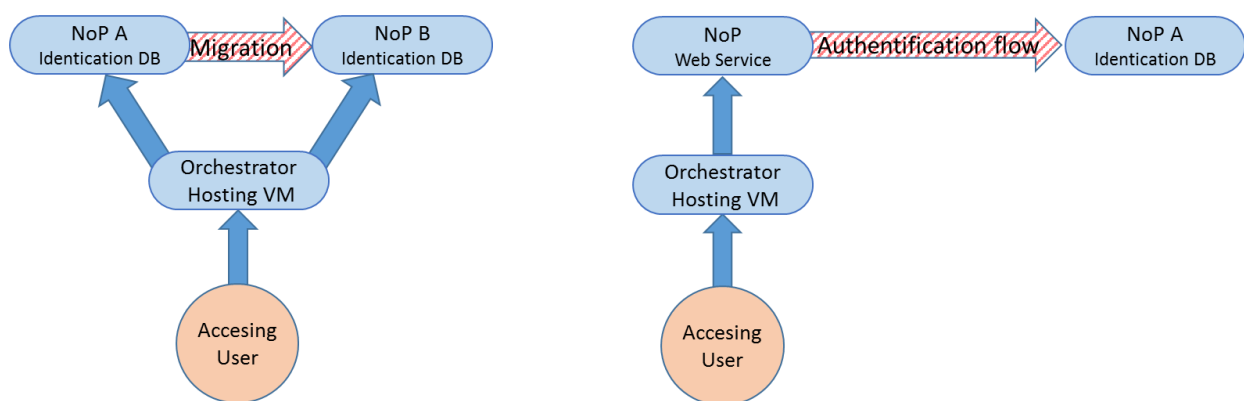 NoP A
Identication DB
Migration
NoP B
Identication DB
Orchestrator
Hosting VM
Accesing
User
NoP
Web Service
Authentification flow
NoP A
Identication DB
Orchestrator
Hosting VM
Accesing
User